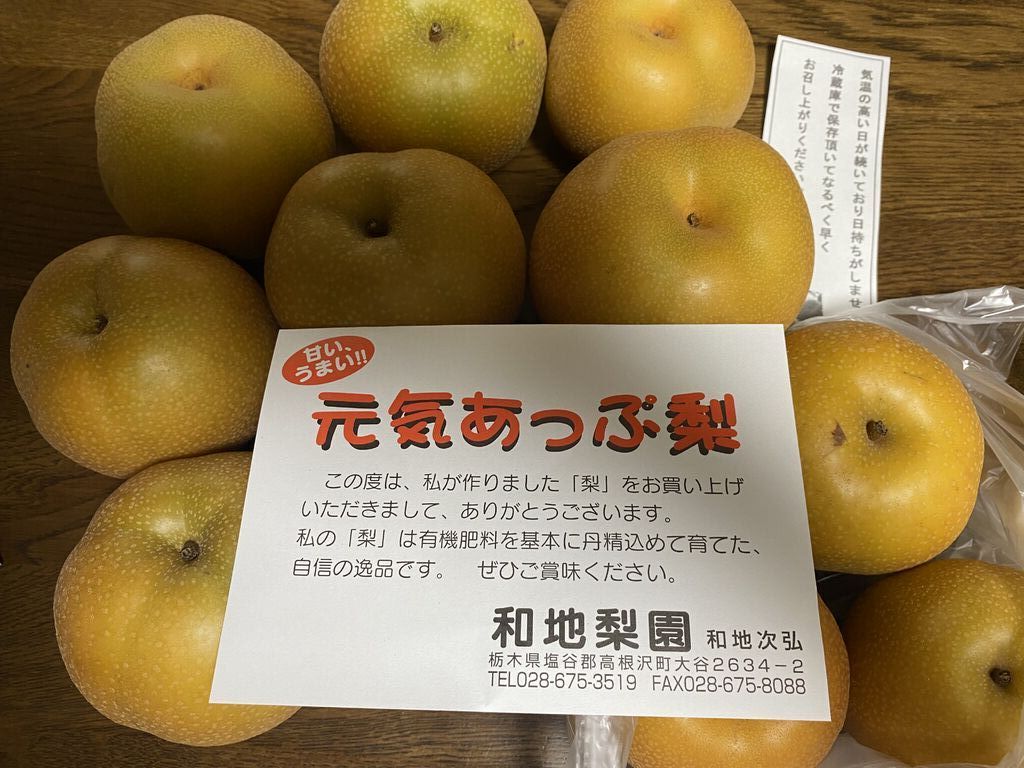 気温の高い日が続いており日持ちがしませ
冷蔵庫で保存頂いてなるべく早く
お召し上がりください
甘い、
うまい!!
元気あっぷ梨
この度は、私が作りました「梨」をお買い上げ
いただきまして、ありがとうございます。
私の「梨」は有機肥料を基本に丹精込めて育てた、
自信の逸品です。 ぜひご賞味ください。
和地梨園 和地次弘
栃木県塩谷郡高根沢町大谷2634-2
TEL028-675-3519 FAX028-675-8088